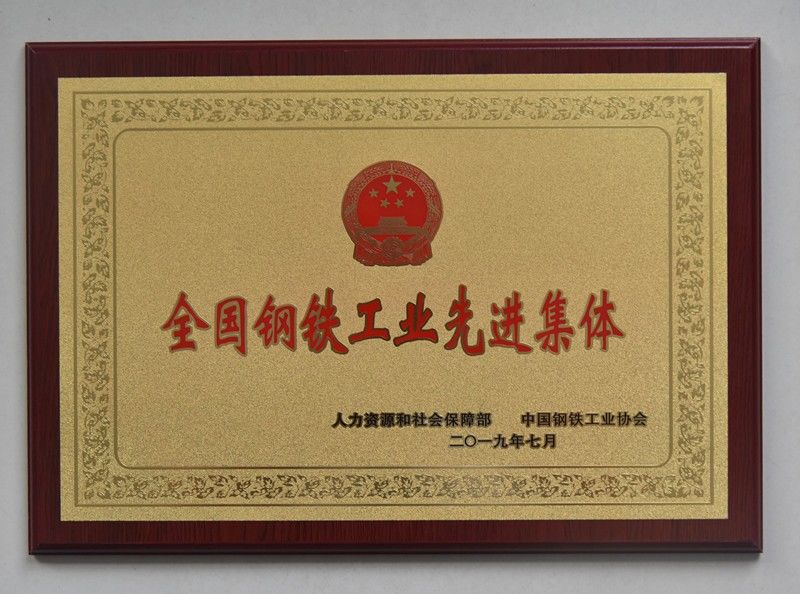 全国钢铁工业先进集体
人力资源和社会保障部 中国钢铁工业协会
二〇一九年七月